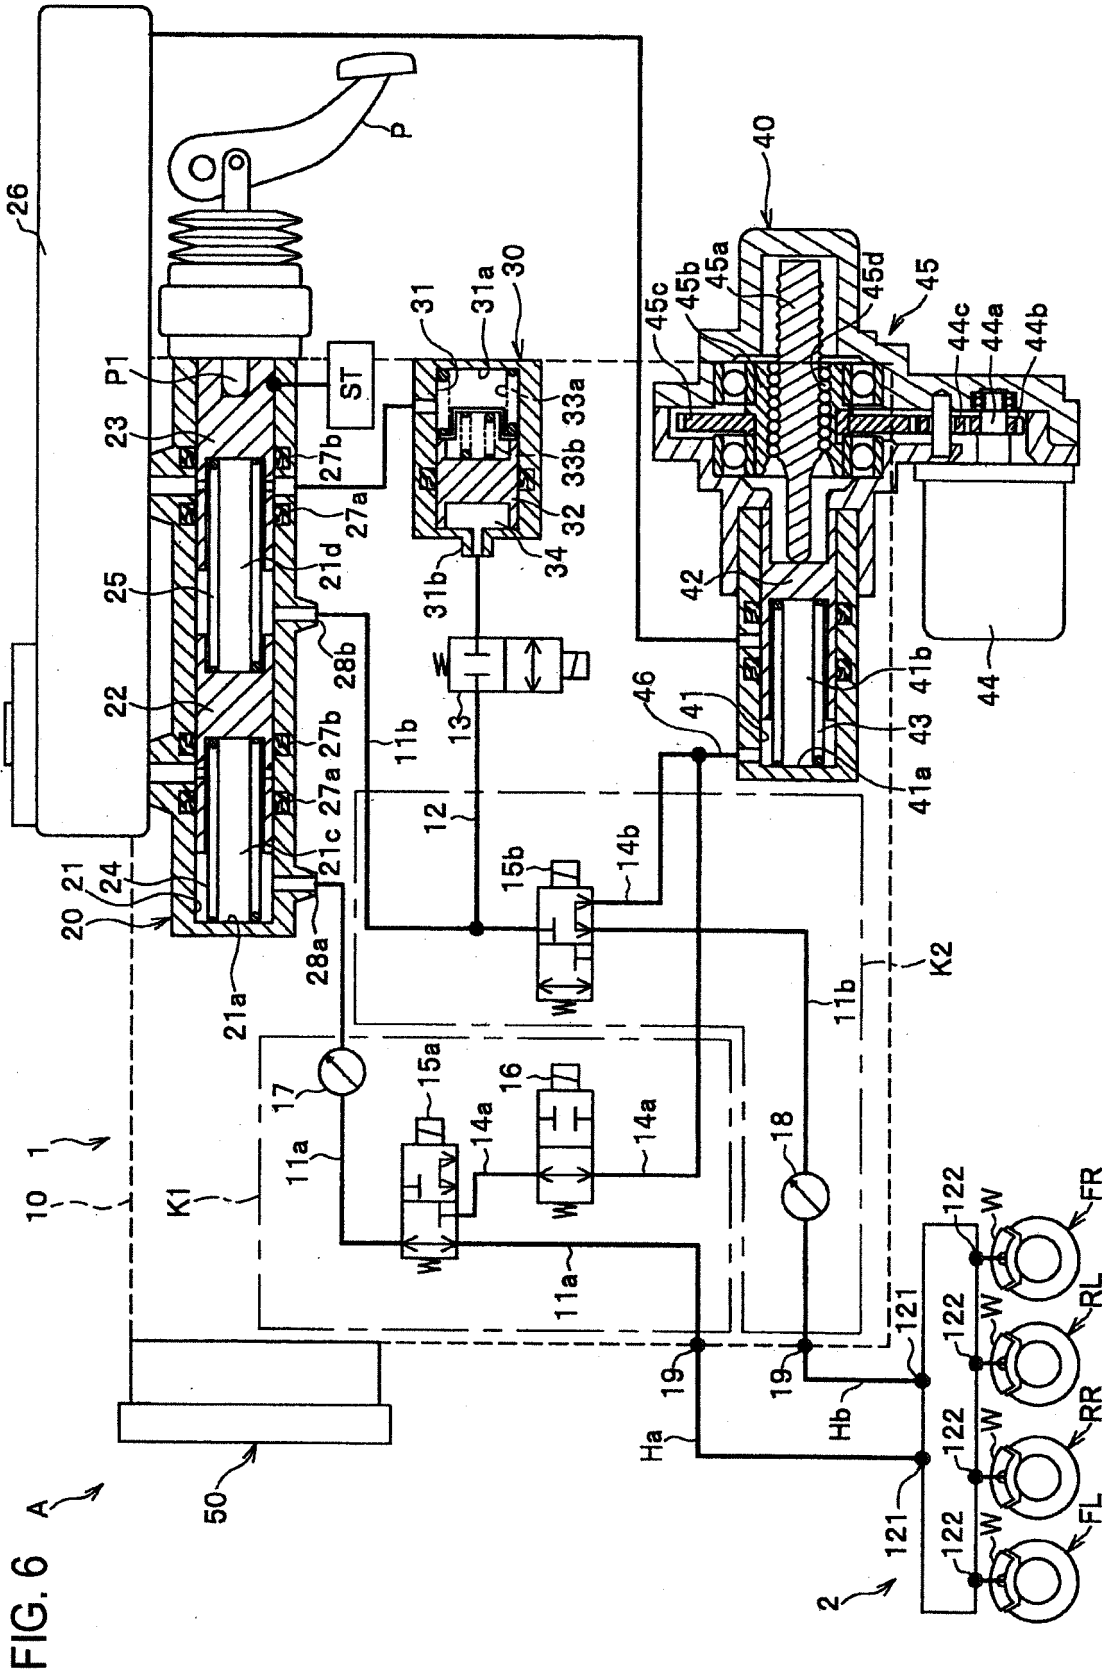 FIG. 6
A
1
10
26
50
K1
20
21
24
21a
21c
27a
27b
22
25
21d
23
P1
27a
27b
P
ST
28a
28b
11b
17
11a
15a
14a
16
14a
11a
W
W
12
13
W
31b
34
32
33b
33a
31a
31
30
15b
14b
W
K2
11b
18
46
41
42
41a
43
41b
40
45c
45b
45a
45d
45
44c
44a
44b
44
19
19
Ha
Hb
121
121
2
122
122
122
122
W
W
W
W
FL
RR
RL
FR